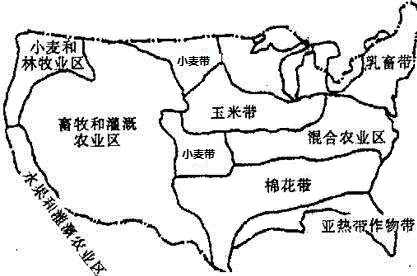 小麦和
林牧业区
小麦带
乳畜带
玉米带
畜牧和灌溉
农业区
混合农业区
小麦带
棉花带
水果和灌溉农业区
亚热带作物带